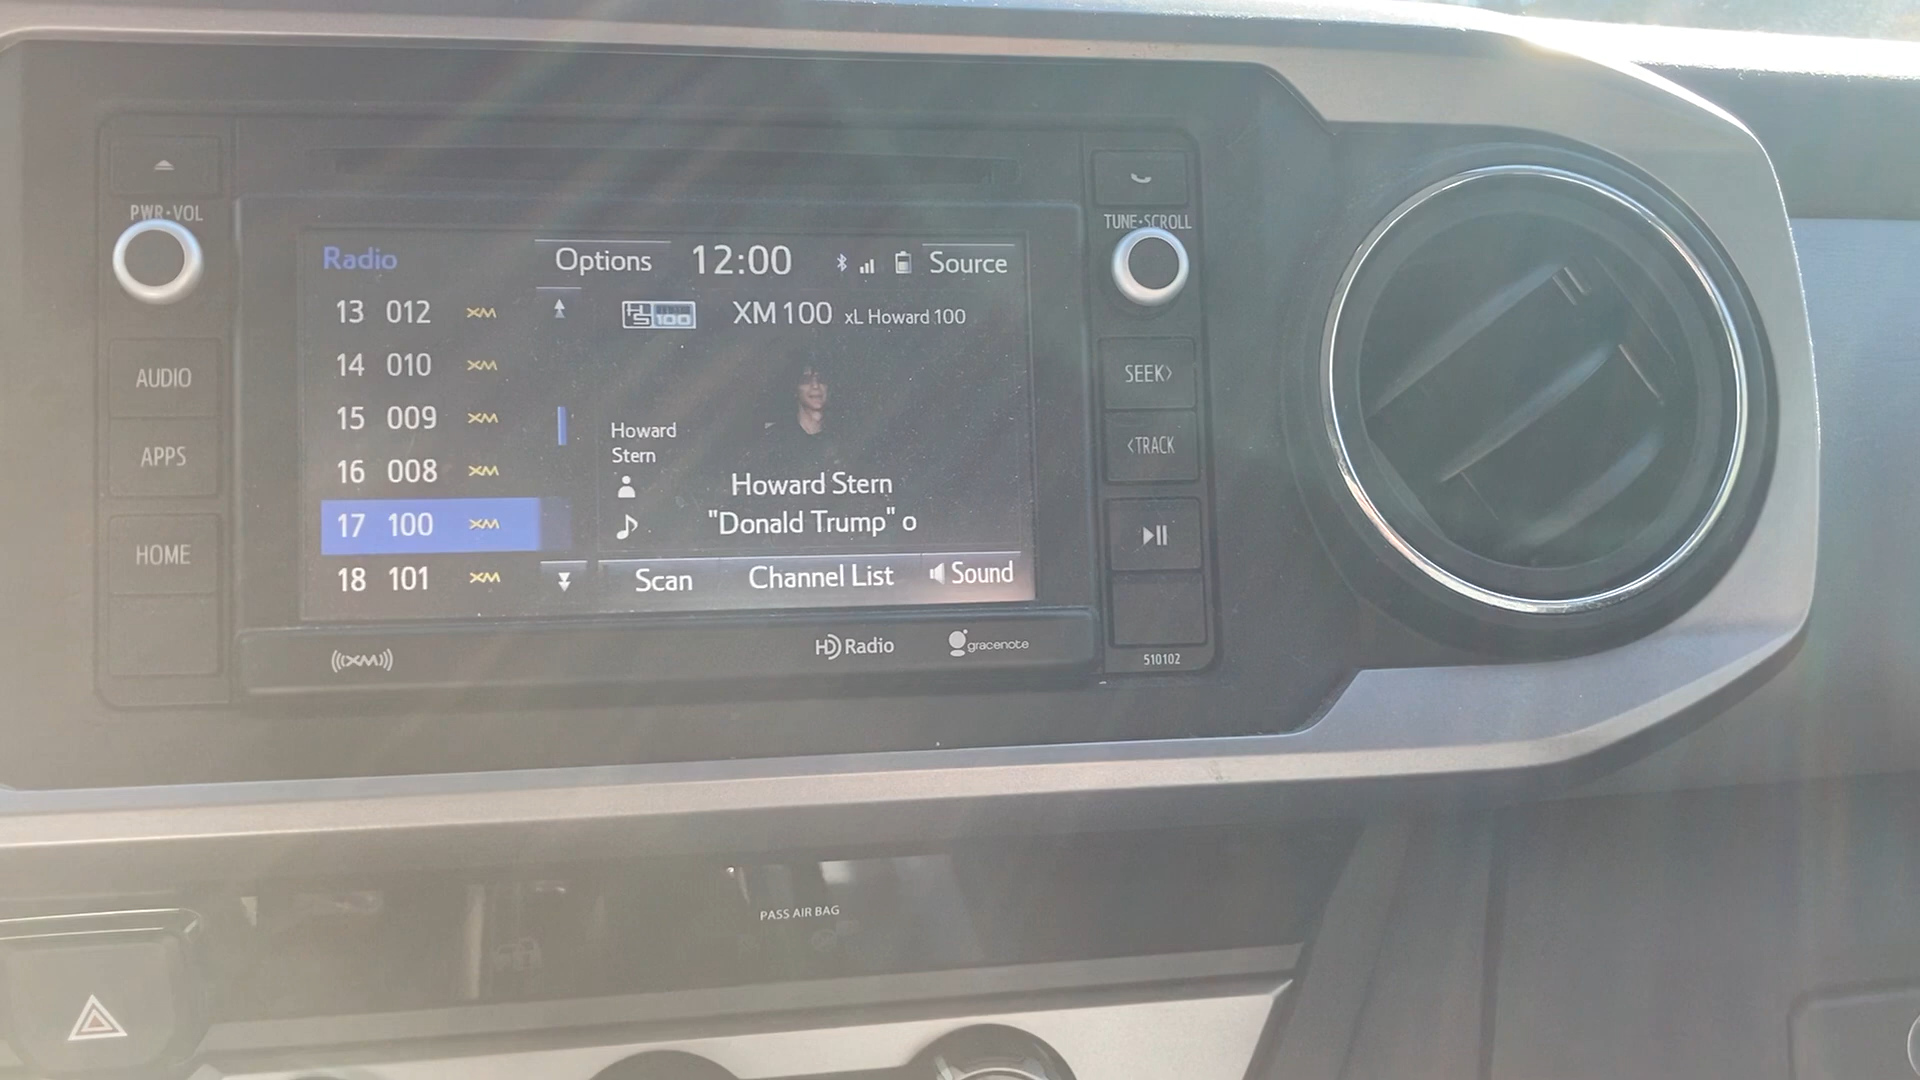 PWR•VOL
AUDIO
APPS
HOME
Radio
Options
12:00
Source
13 012 XM
14 010 XM
15 009 XM
16 008 XM
17 100 XM
18 101 XM
HS 100
XM 100 xL Howard 100
Howard
Stern
Howard Stern
"Donald Trump" o
Scan
Channel List
Sound
((XM))
HD Radio
gracenote
TUNE•SCROLL
SEEK>
<TRACK
510102
PASS AIR BAG